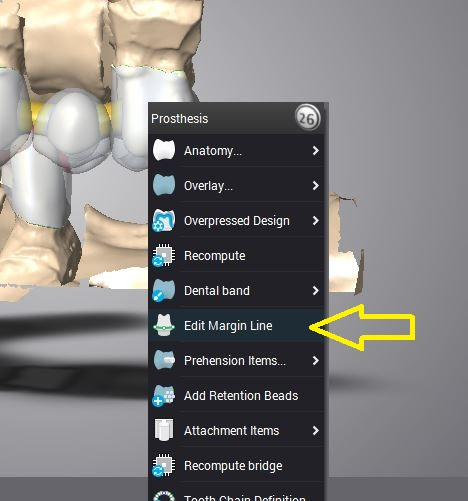 Prosthesis 26
Anatomy...
Overlay...
Overpressed Design
Recompute
Dental band
Edit Margin Line
Prehension Items...
Add Retention Beads
Attachment Items
Recompute bridge
Tooth Chain Definition